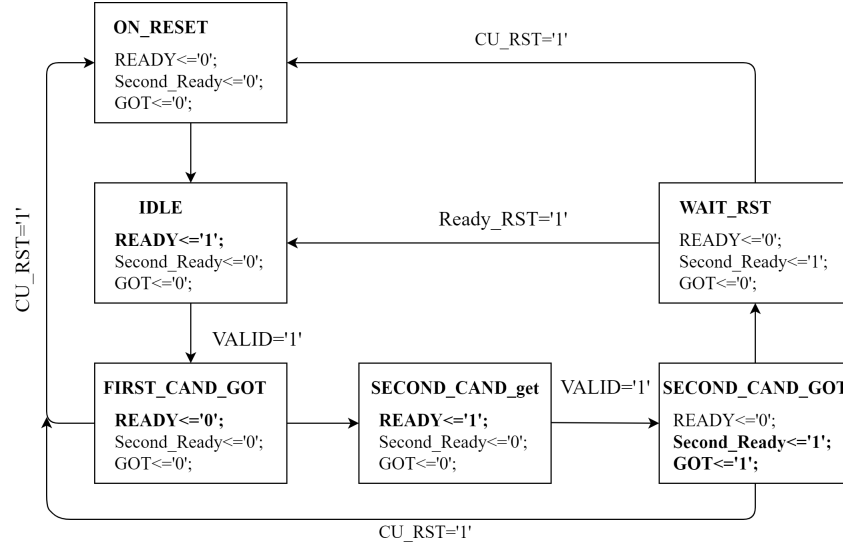 ON_RESET
READY<='0';
Second_Ready<='0';
GOT<='0';
CU_RST='1'
IDLE
READY<='1';
Second_Ready<='0';
GOT<='0';
Ready_RST='1'
WAIT_RST
READY<='0';
Second_Ready<='1';
GOT<='0';
CU_RST='1'
VALID='1'
FIRST_CAND_GOT
READY<='0';
Second_Ready<='0';
GOT<='0';
SECOND_CAND_get
READY<='1';
Second_Ready<='0';
GOT<='0';
VALID='1'
SECOND_CAND_GOT
READY<='0';
Second_Ready<='1';
GOT<='1';
CU_RST='1'